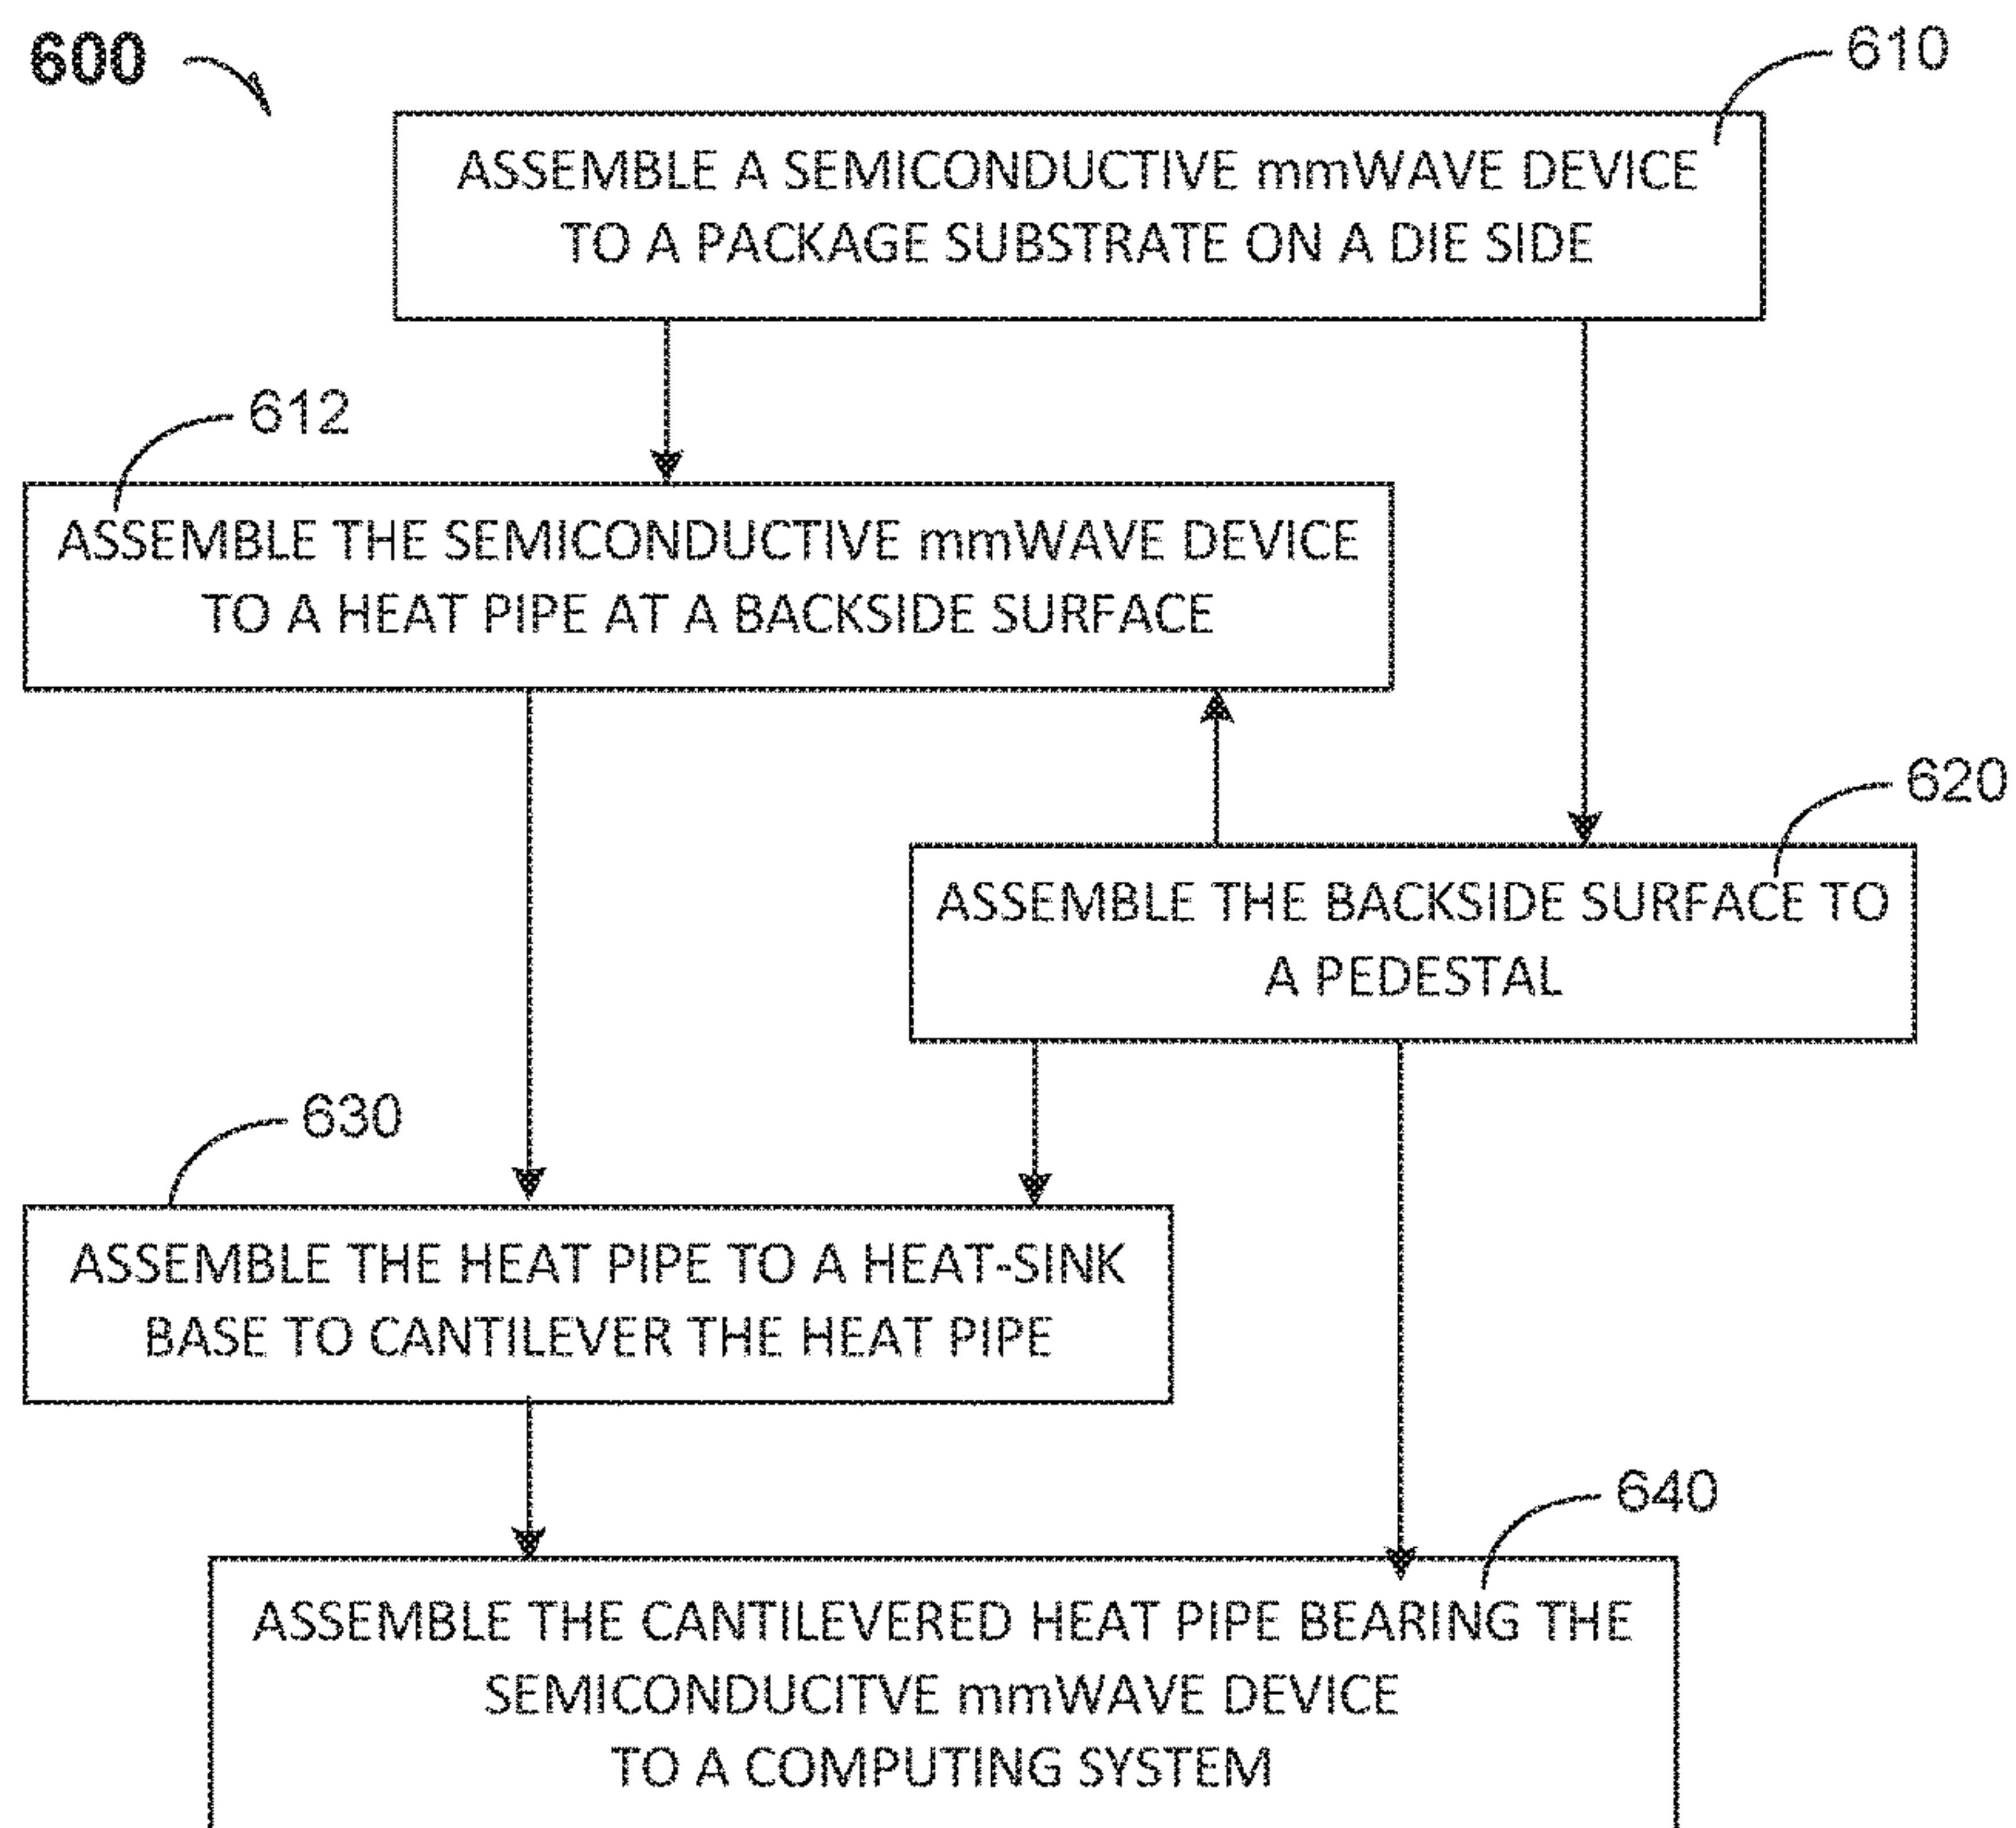 600
610
ASSEMBLE A SEMICONDUCTIVE mmWAVE DEVICE
TO A PACKAGE SUBSTRATE ON A DIE SIDE
612
ASSEMBLE THE SEMICONDUCTIVE mmWAVE DEVICE
TO A HEAT PIPE AT A BACKSIDE SURFACE
620
ASSEMBLE THE BACKSIDE SURFACE TO
A PEDESTAL
630
ASSEMBLE THE HEAT PIPE TO A HEAT-SINK
BASE TO CANTILEVER THE HEAT PIPE
640
ASSEMBLE THE CANTILEVERED HEAT PIPE BEARING THE
SEMICONDUCITVE mmWAVE DEVICE
TO A COMPUTING SYSTEM